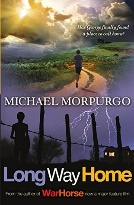 Has George finally found
a place to call home?
MICHAEL MORPURGO
Long Way Home
From the author of WAR HORSE now a major feature film